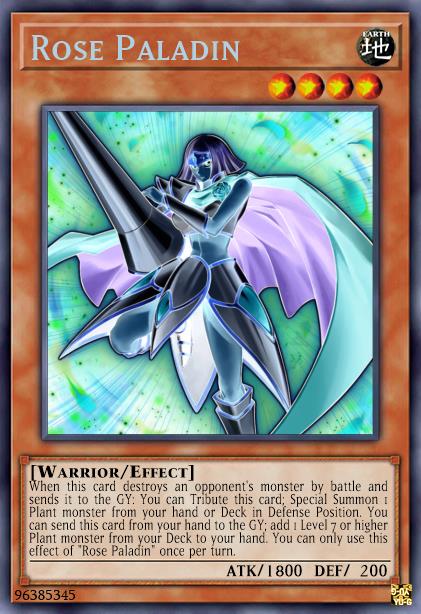 Rose Paladin
EARTH
地
[Warrior/Effect]
When this card destroys an opponent's monster by battle and
sends it to the GY: You can Tribute this card; Special Summon 1
Plant monster from your hand or Deck in Defense Position. You
can send this card from your hand to the GY; add 1 Level 7 or higher
Plant monster from your Deck to your hand. You can only use this
effect of "Rose Paladin" once per turn.
ATK/1800 DEF/ 200
96385345